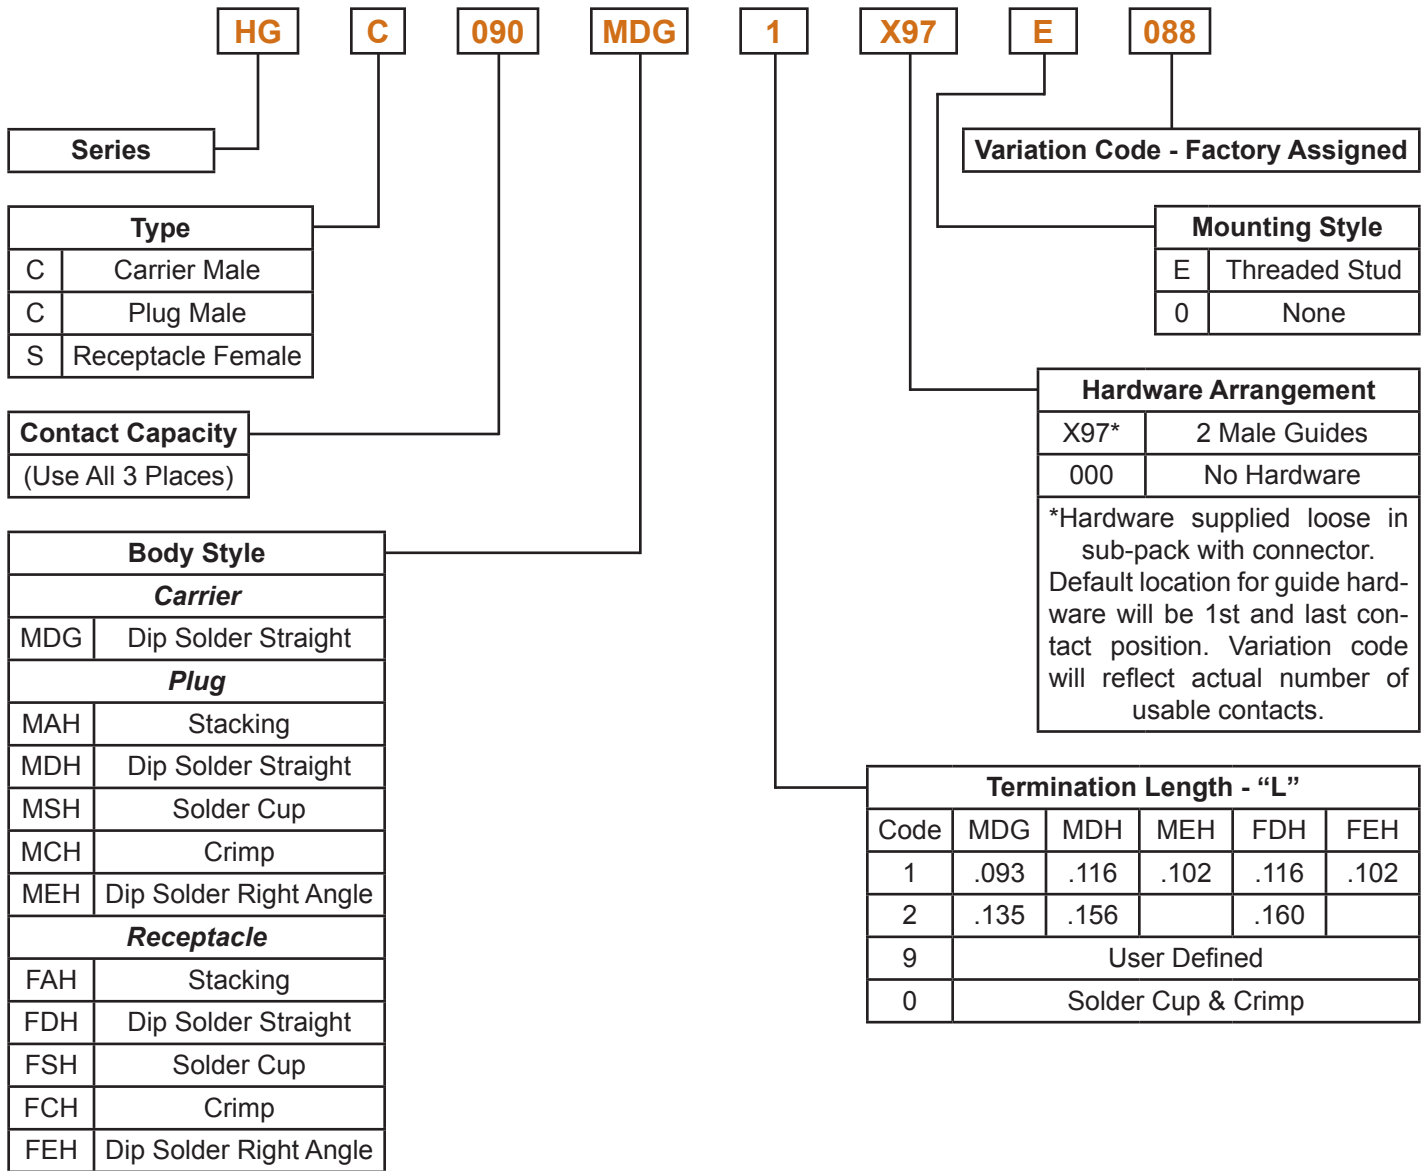 HG C 090 MDG 1 X97 E 088
Series
Variation Code - Factory Assigned
Type
C Carrier Male
C Plug Male
S Receptacle Female
Mounting Style
E Threaded Stud
0 None
Contact Capacity
(Use All 3 Places)
Hardware Arrangement
X97* 2 Male Guides
000 No Hardware
*Hardware supplied loose in
sub-pack with connector.
Default location for guide hard-
ware will be 1st and last con-
tact position. Variation code
will reflect actual number of
usable contacts.
Body Style
Carrier
MDG Dip Solder Straight
Plug
MAH Stacking
MDH Dip Solder Straight
MSH Solder Cup
MCH Crimp
MEH Dip Solder Right Angle
Receptacle
FAH Stacking
FDH Dip Solder Straight
FSH Solder Cup
FCH Crimp
FEH Dip Solder Right Angle
Termination Length - “L”
Code MDG MDH MEH FDH FEH
1 .093 .116 .102 .116 .102
2 .135 .156 .160
9 User Defined
0 Solder Cup & Crimp